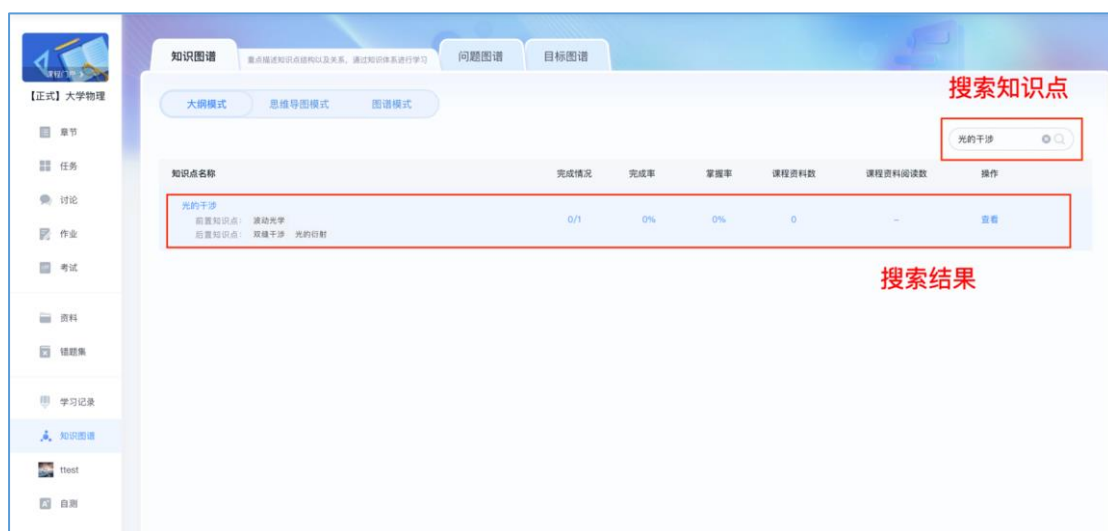 课程门户 >
【正式】大学物理
章节
任务
讨论
作业
考试
资料
错题集
学习记录
知识图谱
ttest
自测
知识图谱 重点描述知识点结构以及关系，通过知识体系进行学习 问题图谱 目标图谱
大纲模式 思维导图模式 图谱模式
搜索知识点
光的干涉
知识点名称 完成情况 完成率 掌握率 课程资料数 课程资料阅读数 操作
光的干涉
前置知识点： 波动光学
0/1 0% 0% 0 – 查看
后置知识点： 双缝干涉 光的衍射
搜索结果